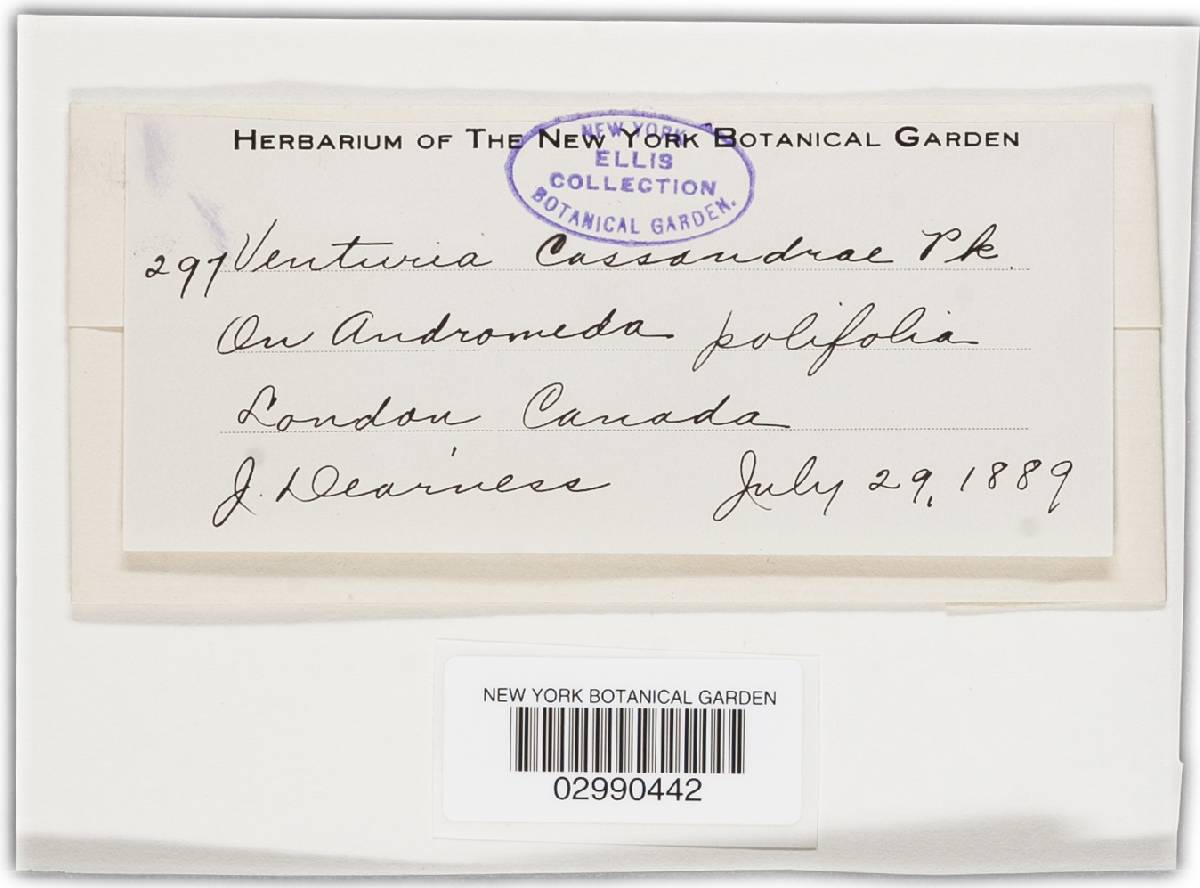 HERBARIUM OF THE NEW YORK BOTANICAL GARDEN
NEW YORK
ELLIS
COLLECTION
BOTANICAL GARDEN.
297 Venturia Cassandrae Pk.
On Andromeda polifolia
London Canada
J. Dearness July 29, 1889
NEW YORK BOTANICAL GARDEN
02990442